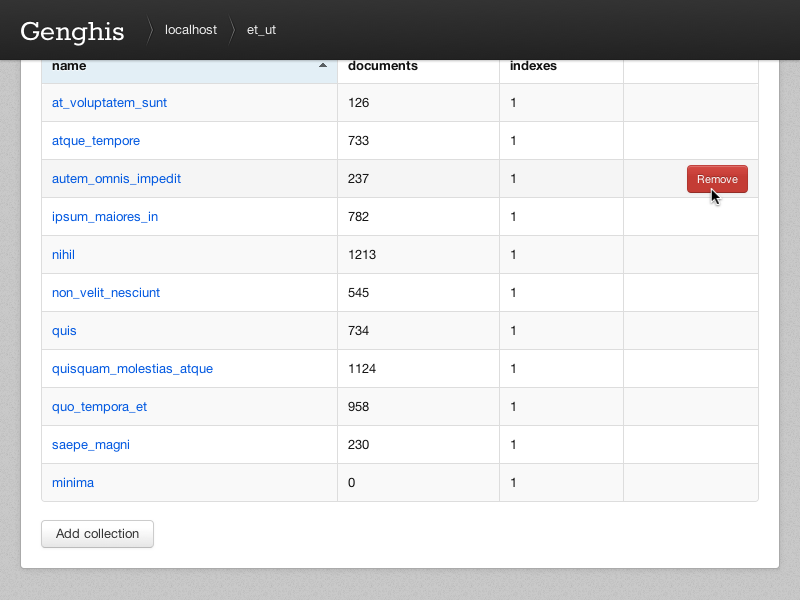 Genghis localhost et_ut
name documents indexes
at_voluptatem_sunt 126 1
atque_tempore 733 1
autem_omnis_impedit 237 1 Remove
ipsum_maiores_in 782 1
nihil 1213 1
non_velit_nesciunt 545 1
quis 734 1
quisquam_molestias_atque 1124 1
quo_tempora_et 958 1
saepe_magni 230 1
minima 0 1
Add collection